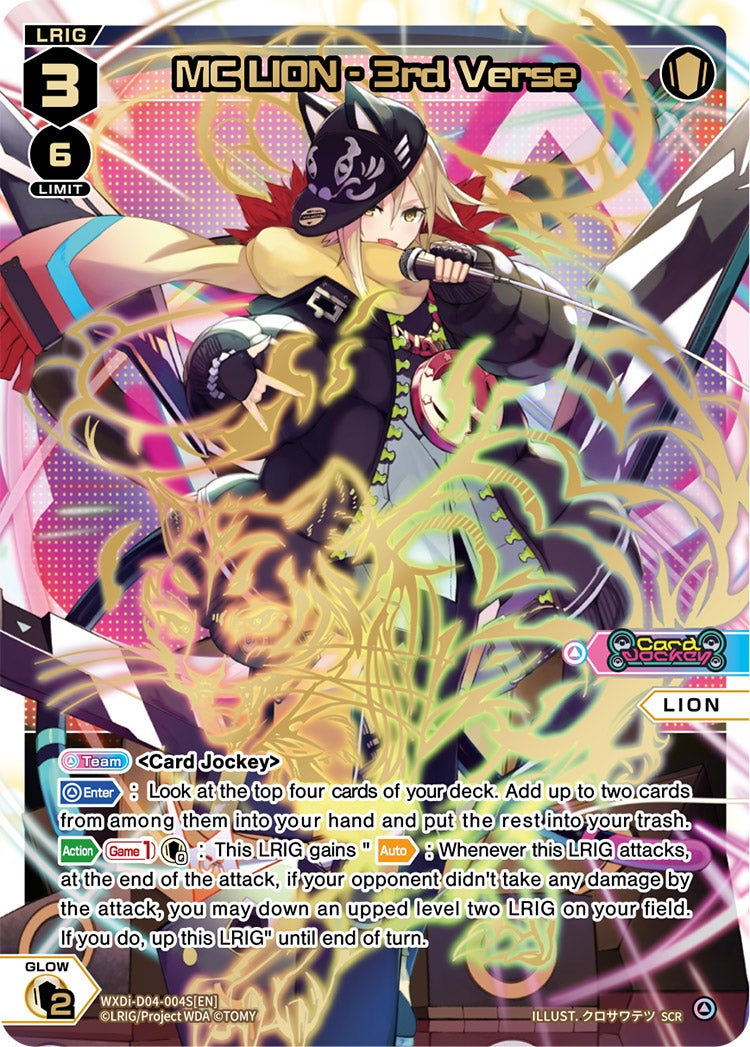 LRIG
3
MC LION - 3rd Verse
6
LIMIT
Card Jockey
LION
Team <Card Jockey>
Enter : Look at the top four cards of your deck. Add up to two cards
from among them into your hand and put the rest into your trash.
Action Game 1 0 : This LRIG gains " Auto : Whenever this LRIG attacks,
at the end of the attack, if your opponent didn't take any damage by
the attack, you may down an upped level two LRIG on your field.
If you do, up this LRIG" until end of turn.
GLOW
2
WXDi-D04-004S[EN]
©LRIG/Project WDA ©TOMY
ILLUST. クロサワテツ SCR